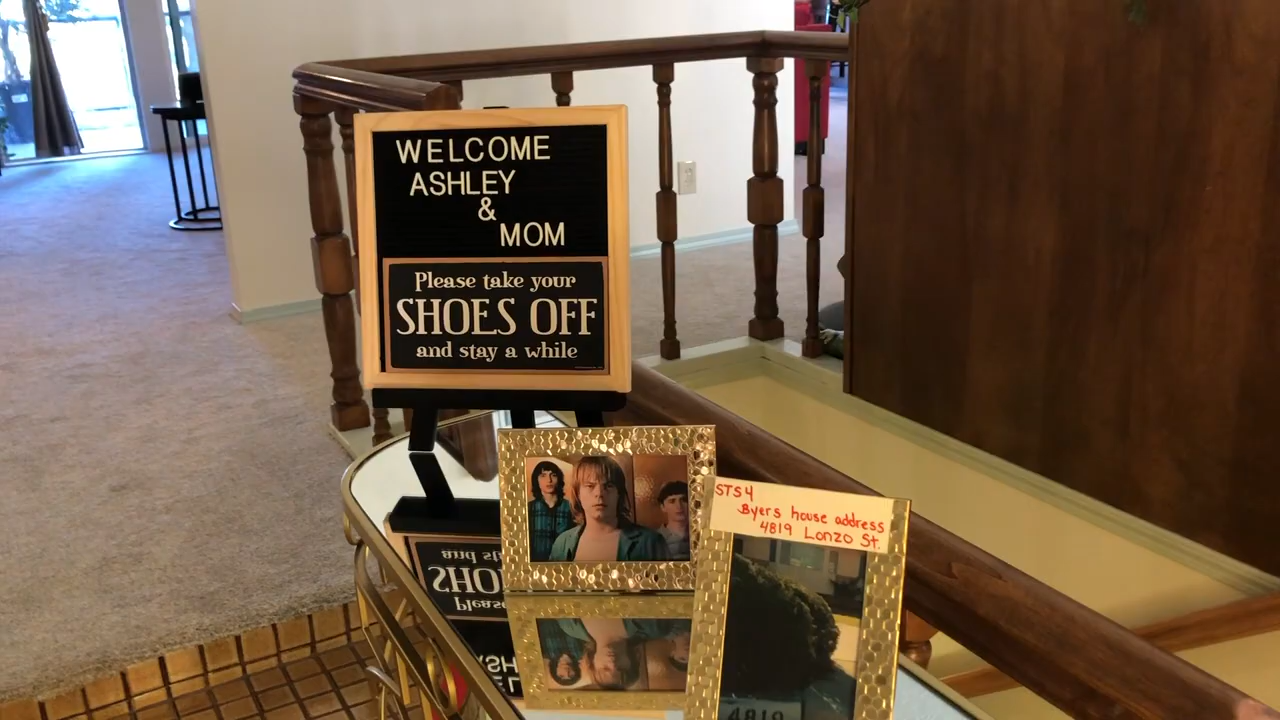 WELCOME
ASHLEY
&
MOM
Please take your
SHOES OFF
and stay a while
STS4
Byers house address
4819 Lonzo St.
4819